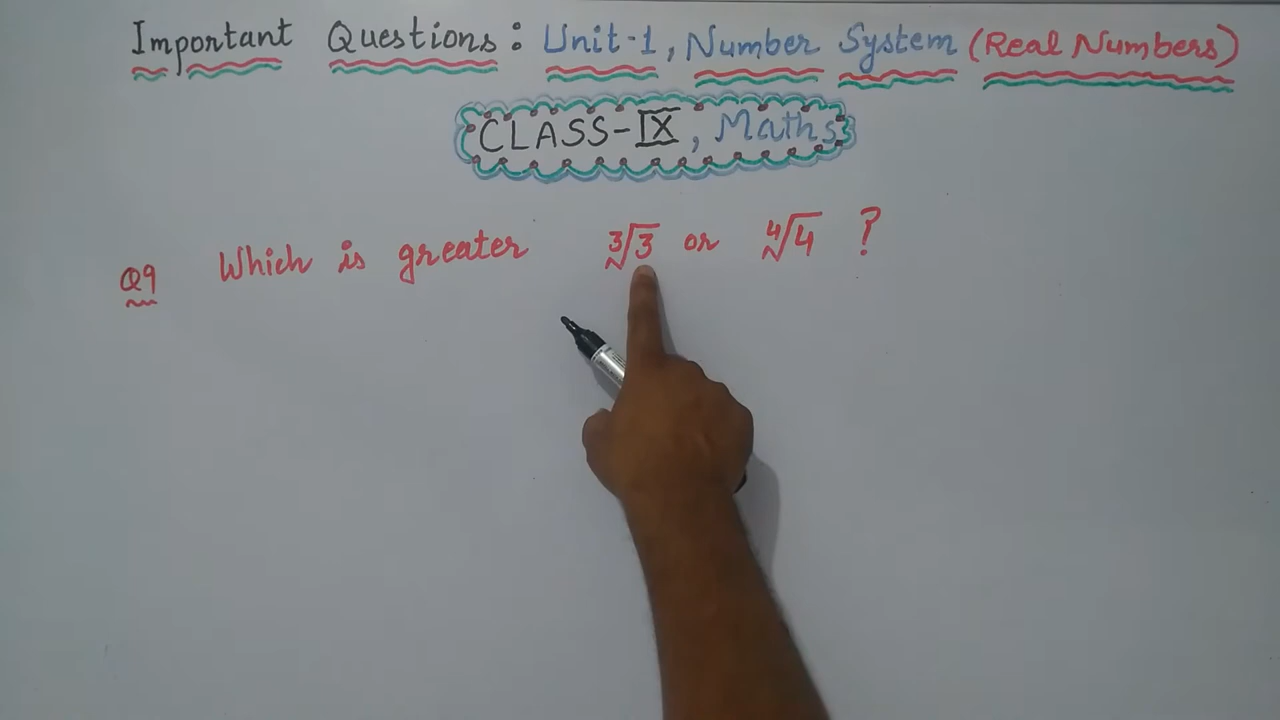 Important Questions: Unit-1, Number System (Real Numbers)
CLASS-IX, Maths
Q9 Which is greater ∛3 or ∜4 ?